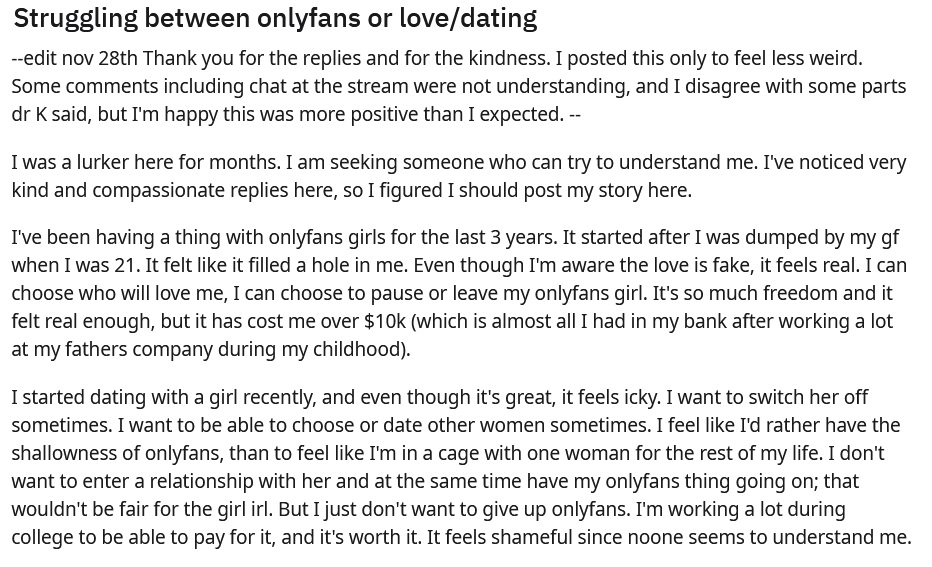 Struggling between onlyfans or love/dating
--edit nov 28th Thank you for the replies and for the kindness. I posted this only to feel less weird.
Some comments including chat at the stream were not understanding, and I disagree with some parts
dr K said, but I'm happy this was more positive than I expected. --
I was a lurker here for months. I am seeking someone who can try to understand me. I've noticed very
kind and compassionate replies here, so I figured I should post my story here.
I've been having a thing with onlyfans girls for the last 3 years. It started after I was dumped by my gf
when I was 21. It felt like it filled a hole in me. Even though I'm aware the love is fake, it feels real. I can
choose who will love me, I can choose to pause or leave my onlyfans girl. It's so much freedom and it
felt real enough, but it has cost me over $10k (which is almost all I had in my bank after working a lot
at my fathers company during my childhood).
I started dating with a girl recently, and even though it's great, it feels icky. I want to switch her off
sometimes. I want to be able to choose or date other women sometimes. I feel like I'd rather have the
shallowness of onlyfans, than to feel like I'm in a cage with one woman for the rest of my life. I don't
want to enter a relationship with her and at the same time have my onlyfans thing going on; that
wouldn't be fair for the girl irl. But I just don't want to give up onlyfans. I'm working a lot during
college to be able to pay for it, and it's worth it. It feels shameful since noone seems to understand me.